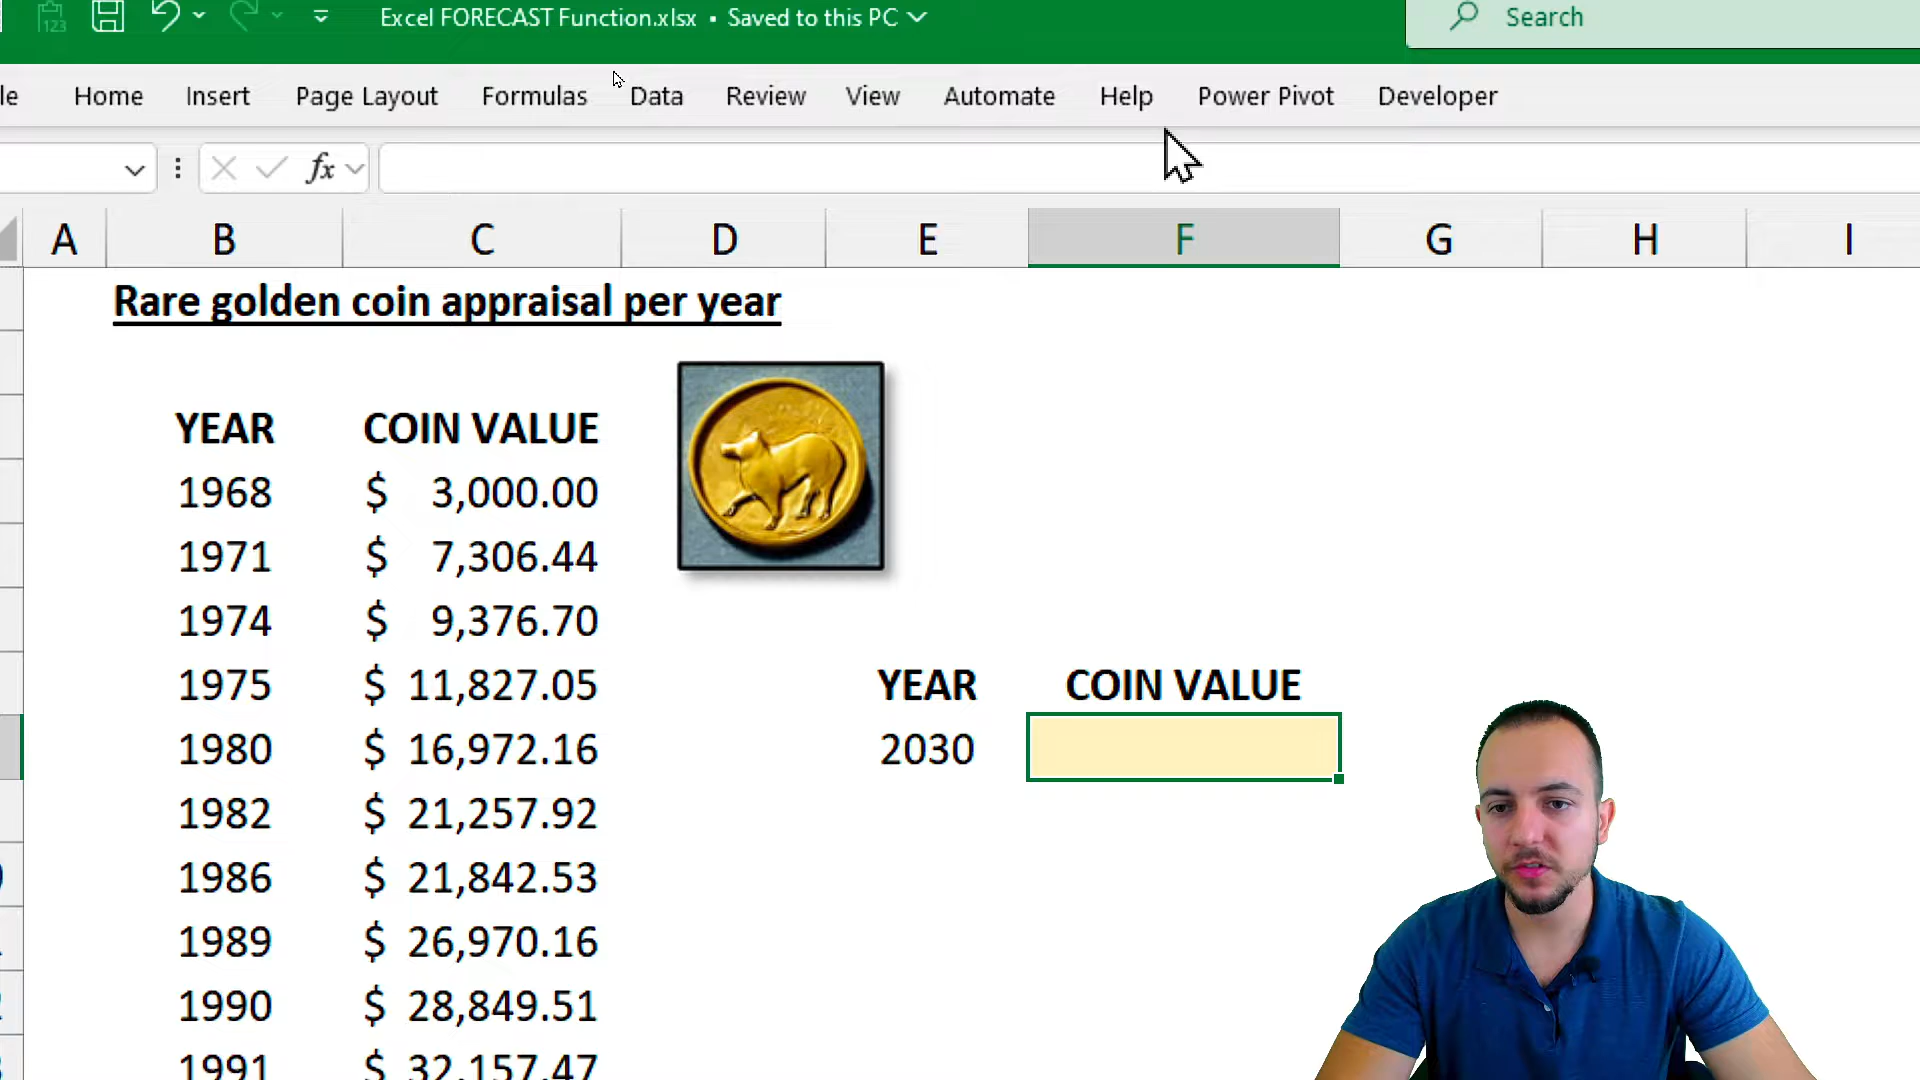 Excel FORECAST Function.xlsx • Saved to this PC
Search
le Home Insert Page Layout Formulas Data Review View Automate Help Power Pivot Developer
fx
A B C D E F G H I
Rare golden coin appraisal per year
YEAR COIN VALUE
1968 $ 3,000.00
1971 $ 7,306.44
1974 $ 9,376.70
1975 $ 11,827.05
YEAR COIN VALUE
1980 $ 16,972.16
2030
1982 $ 21,257.92
1986 $ 21,842.53
1989 $ 26,970.16
1990 $ 28,849.51
1991 $ 32,157.47